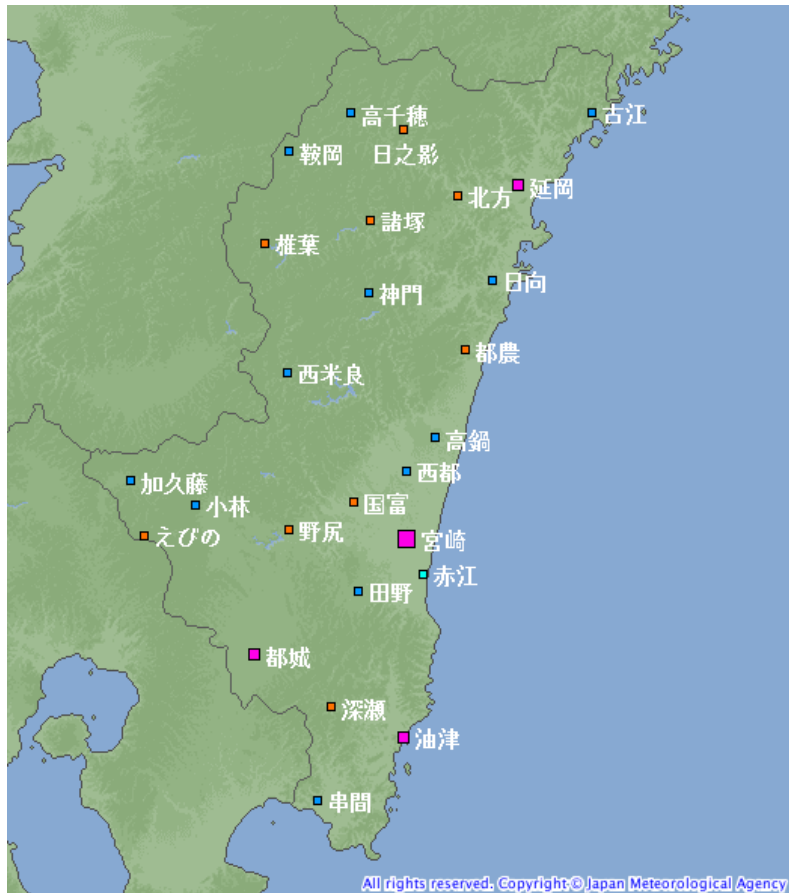 高千穂
古江
日之影
鞍岡
延岡
北方
諸塚
椎葉
日向
神門
都農
西米良
高鍋
西都
加久藤
小林
国富
えびの
野尻
宮崎
赤江
田野
都城
深瀬
油津
串間
All rights reserved. Copyright © Japan Meteorological Agency